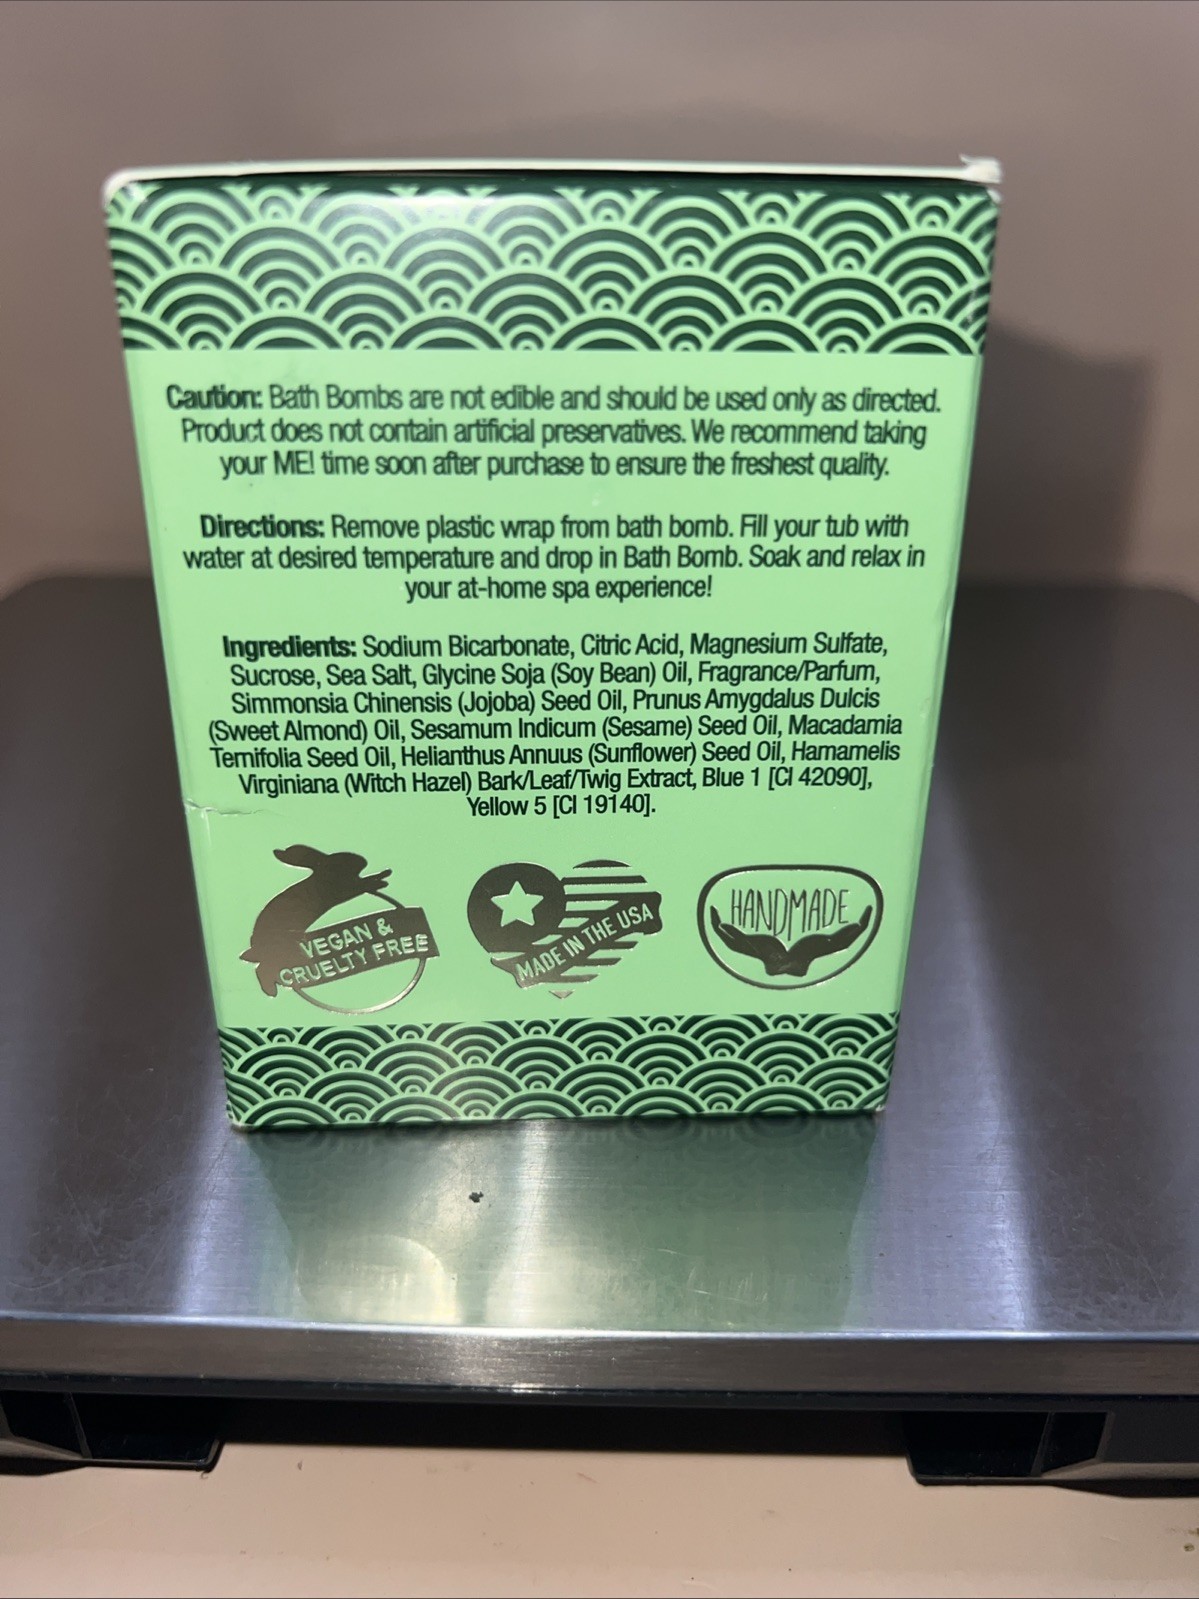 Caution: Bath Bombs are not edible and should be used only as directed.
Product does not contain artificial preservatives. We recommend taking
your ME! time soon after purchase to ensure the freshest quality.
Directions: Remove plastic wrap from bath bomb. Fill your tub with
water at desired temperature and drop in Bath Bomb. Soak and relax in
your at-home spa experience!
Ingredients: Sodium Bicarbonate, Citric Acid, Magnesium Sulfate,
Sucrose, Sea Salt, Glycine Soja (Soy Bean) Oil, Fragrance/Parfum,
Simmonsia Chinensis (Jojoba) Seed Oil, Prunus Amygdalus Dulcis
(Sweet Almond) Oil, Sesamum Indicum (Sesame) Seed Oil, Macadamia
Ternifolia Seed Oil, Helianthus Annuus (Sunflower) Seed Oil, Hamamelis
Virginiana (Witch Hazel) Bark/Leaf/Twig Extract, Blue 1 [CI 42090],
Yellow 5 [CI 19140].
VEGAN &
CRUELTY FREE
MADE IN THE USA
HANDMADE